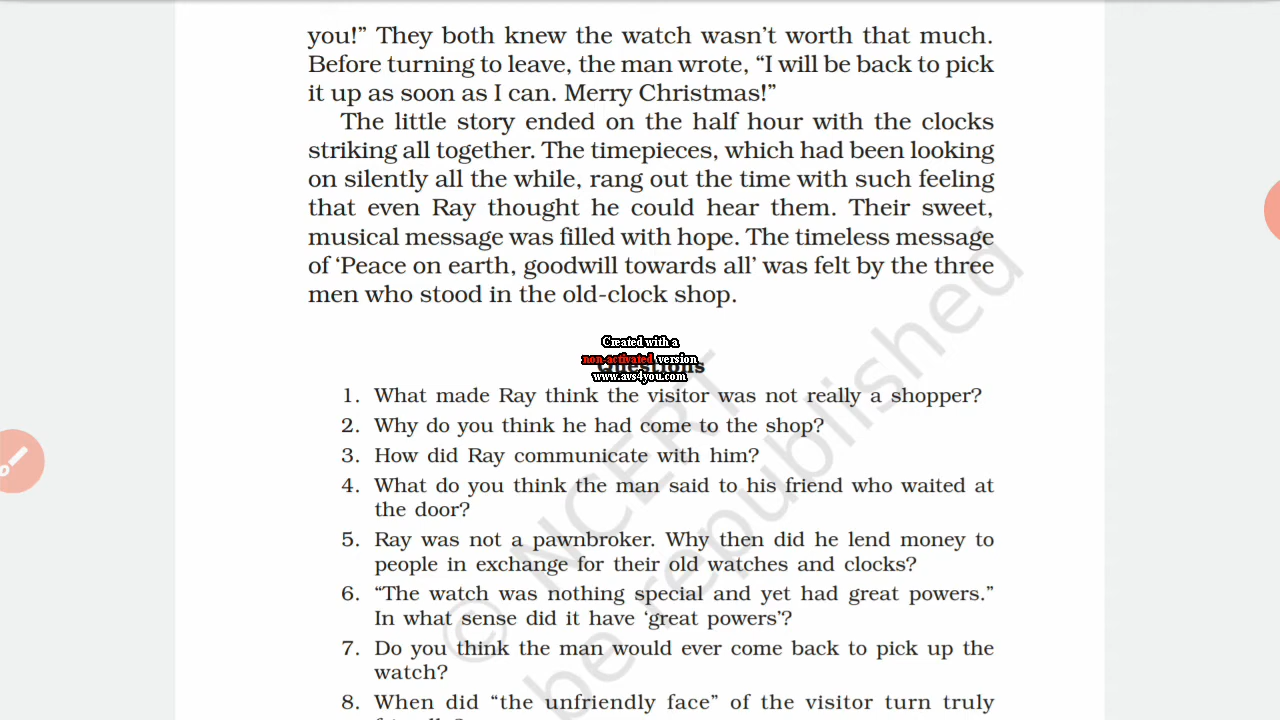 you!” They both knew the watch wasn’t worth that much.
Before turning to leave, the man wrote, “I will be back to pick
it up as soon as I can. Merry Christmas!”
The little story ended on the half hour with the clocks
striking all together. The timepieces, which had been looking
on silently all the while, rang out the time with such feeling
that even Ray thought he could hear them. Their sweet,
musical message was filled with hope. The timeless message
of ‘Peace on earth, goodwill towards all’ was felt by the three
men who stood in the old-clock shop.
Created with a
non-activated version
www.avs4you.com
Questions
1. What made Ray think the visitor was not really a shopper?
2. Why do you think he had come to the shop?
3. How did Ray communicate with him?
4. What do you think the man said to his friend who waited at
the door?
5. Ray was not a pawnbroker. Why then did he lend money to
people in exchange for their old watches and clocks?
6. “The watch was nothing special and yet had great powers.”
In what sense did it have ‘great powers’?
7. Do you think the man would ever come back to pick up the
watch?
8. When did “the unfriendly face” of the visitor turn truly
© NCERT
be republished